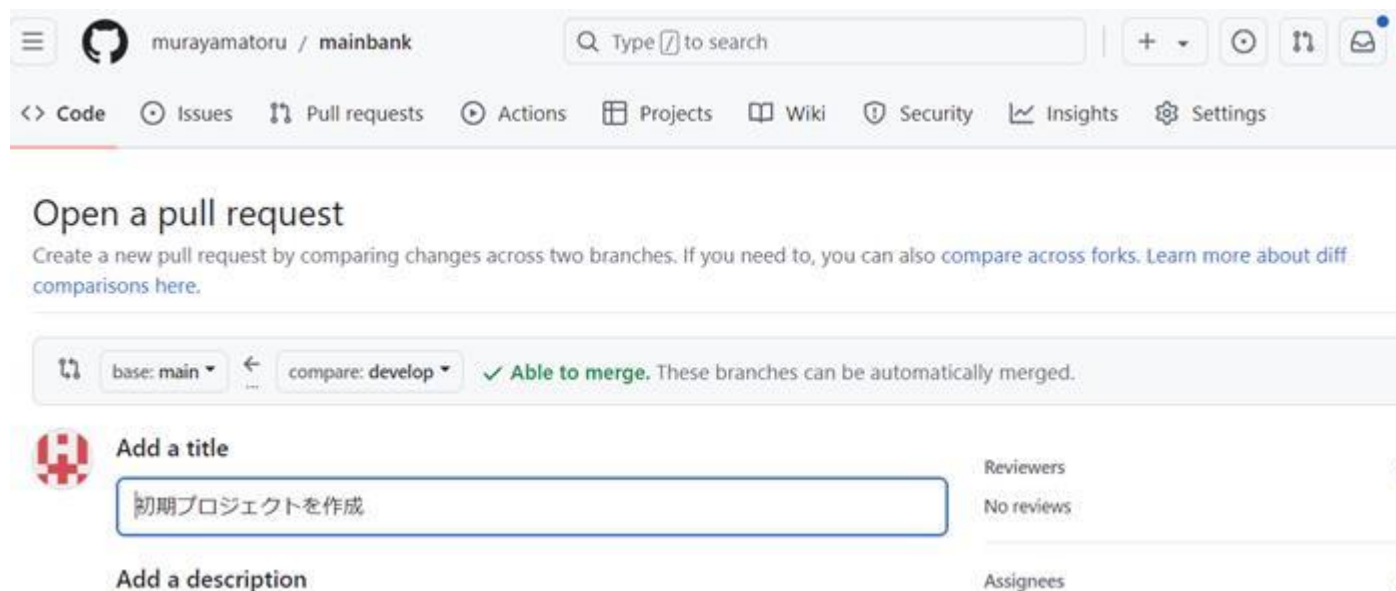 murayamatoru / mainbank
Type / to search
<> Code Issues Pull requests Actions Projects Wiki Security Insights Settings
Open a pull request
Create a new pull request by comparing changes across two branches. If you need to, you can also compare across forks. Learn more about diff
comparisons here.
base: main ← compare: develop ✓ Able to merge. These branches can be automatically merged.
Add a title
Reviewers
初期プロジェクトを作成
No reviews
Add a description
Assignees